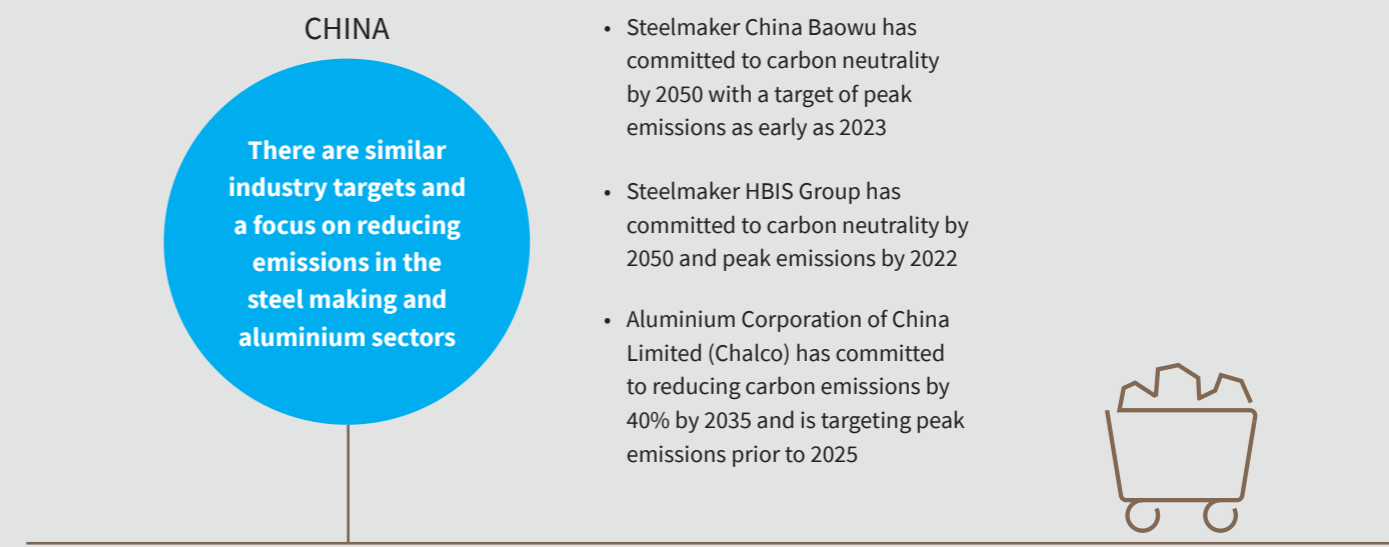 CHINA
There are similar
industry targets and
a focus on reducing
emissions in the
steel making and
aluminium sectors
• Steelmaker China Baowu has
committed to carbon neutrality
by 2050 with a target of peak
emissions as early as 2023
• Steelmaker HBIS Group has
committed to carbon neutrality by
2050 and peak emissions by 2022
• Aluminium Corporation of China
Limited (Chalco) has committed
to reducing carbon emissions by
40% by 2035 and is targeting peak
emissions prior to 2025